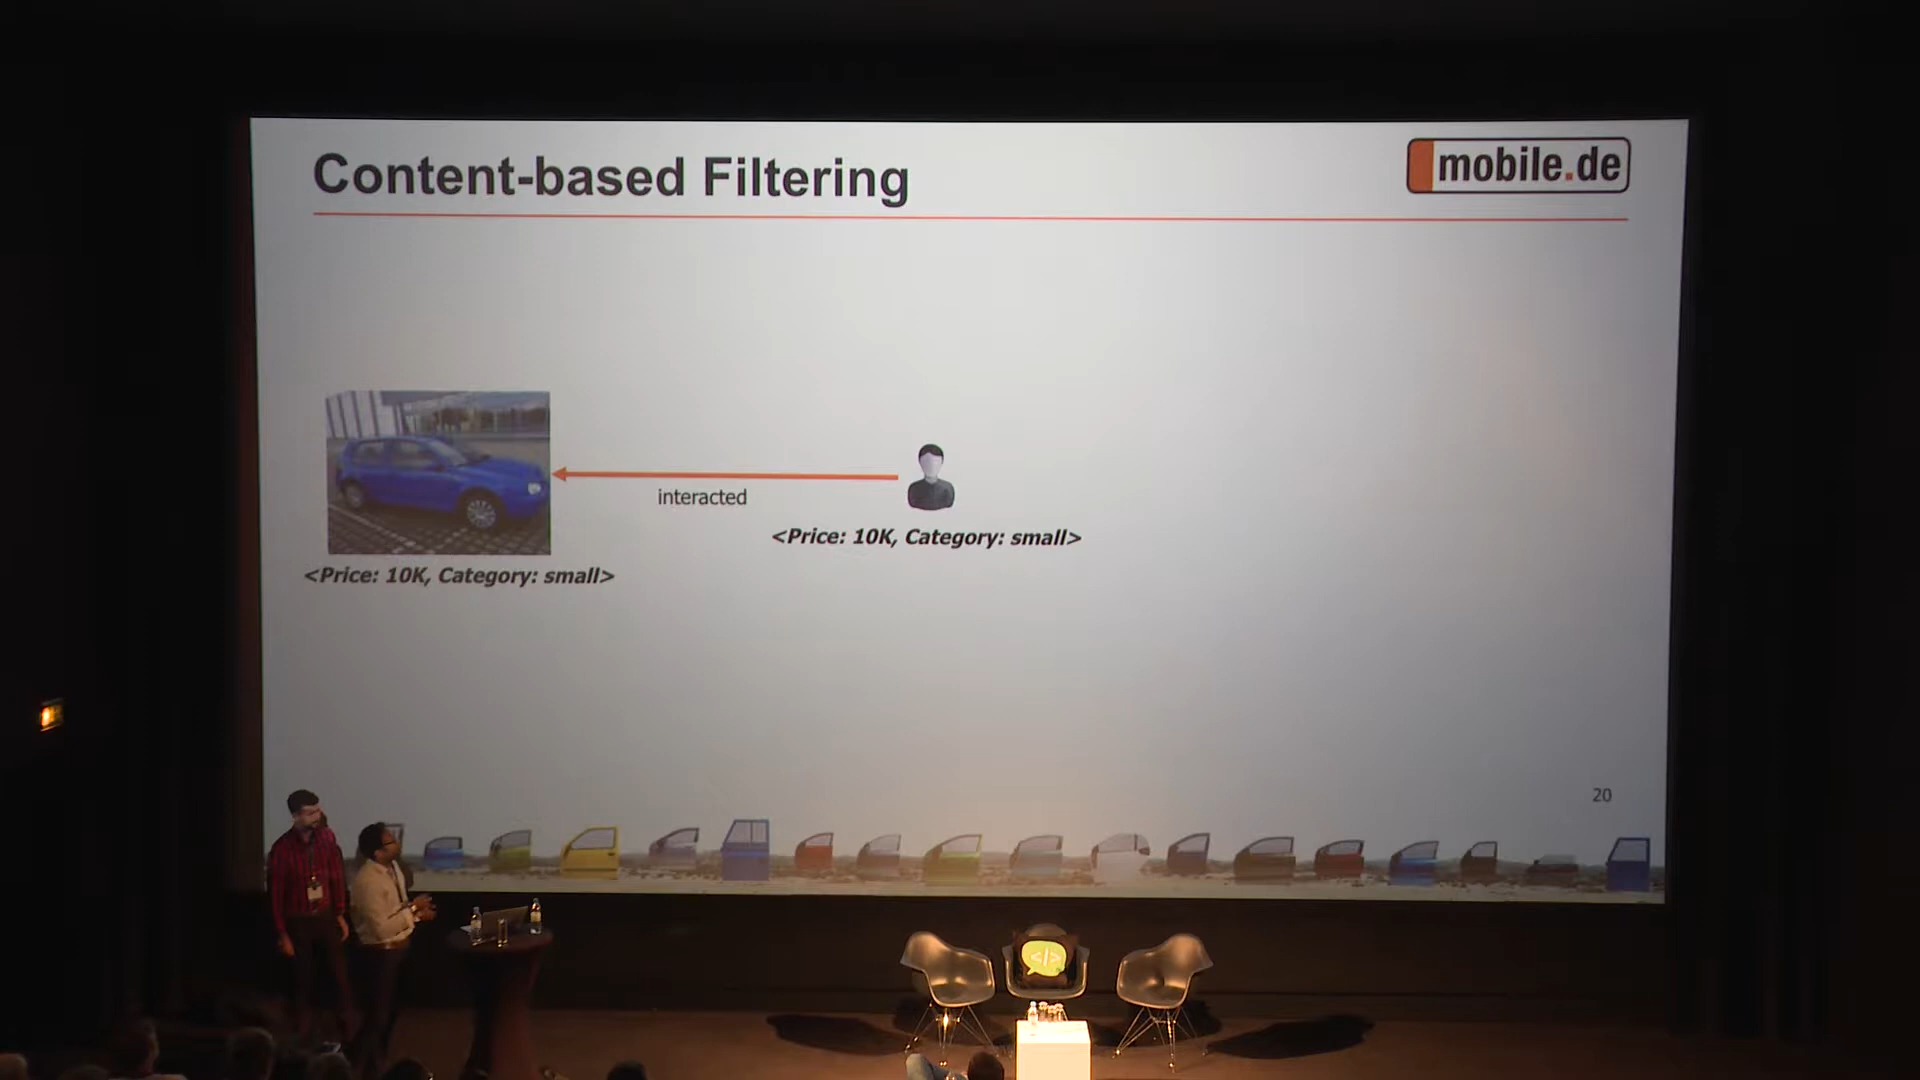 Content-based Filtering
mobile.de
interacted
<Price: 10K, Category: small>
<Price: 10K, Category: small>
20
</>